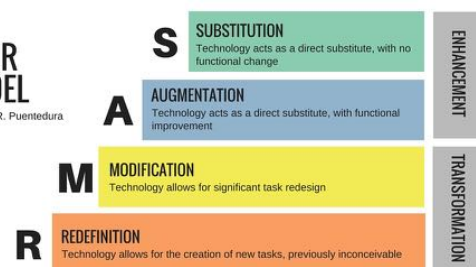 R
DEL
R. Puentedura
S
SUBSTITUTION
Technology acts as a direct substitute, with no
functional change
A
AUGMENTATION
Technology acts as a direct substitute, with functional
improvement
ENHANCEMENT
M
MODIFICATION
Technology allows for significant task redesign
R
REDEFINITION
Technology allows for the creation of new tasks, previously inconceivable
TRANSFORMATION